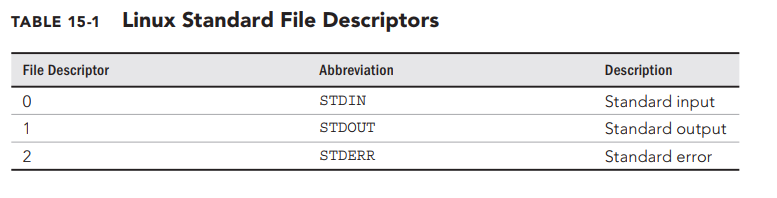 TABLE 15-1 Linux Standard File Descriptors
File Descriptor Abbreviation Description
0 STDIN Standard input
1 STDOUT Standard output
2 STDERR Standard error